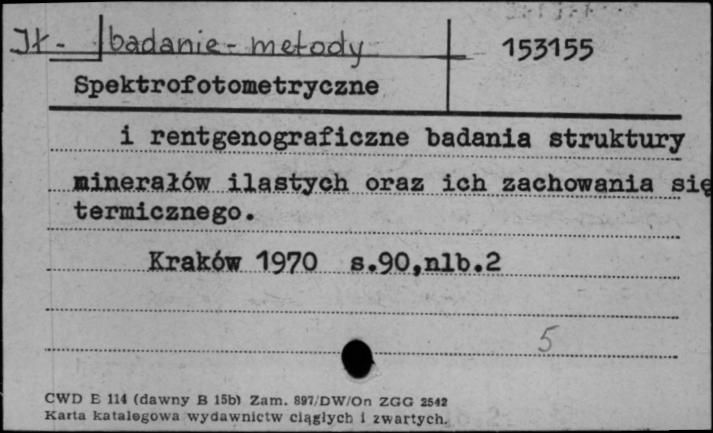 Ił - badanie - metody 153155
Spektrofotometryczne
i rentgenograficzne badania struktury
minerałów ilastych oraz ich zachowania się
termicznego.
Kraków 1970 s.90,nlb.2
5
CWD E 114 (dawny B 15b) Zam. 897/DW/On ZGG 2542
Karta katalogowa wydawnictw ciągłych i zwartych.